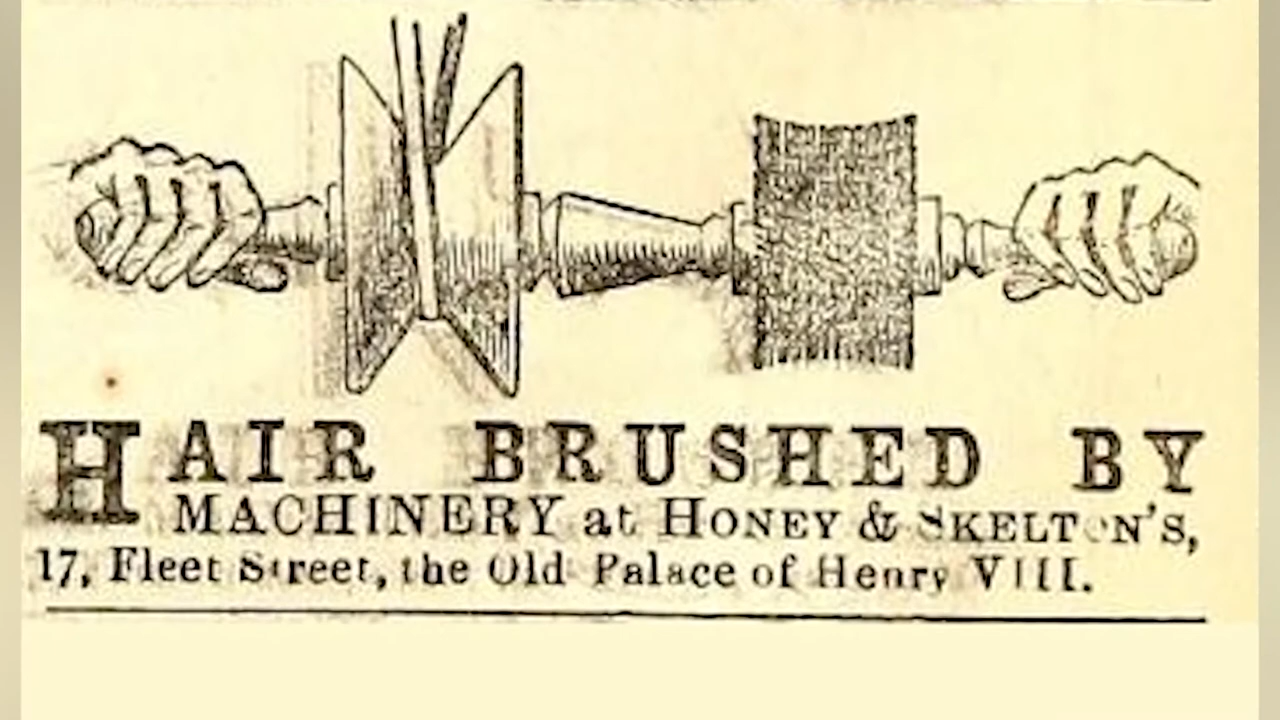 HAIR BRUSHED BY
MACHINERY at HONEY & SKELTON'S,
17, Fleet Street, the Old Palace of Henry VIII.